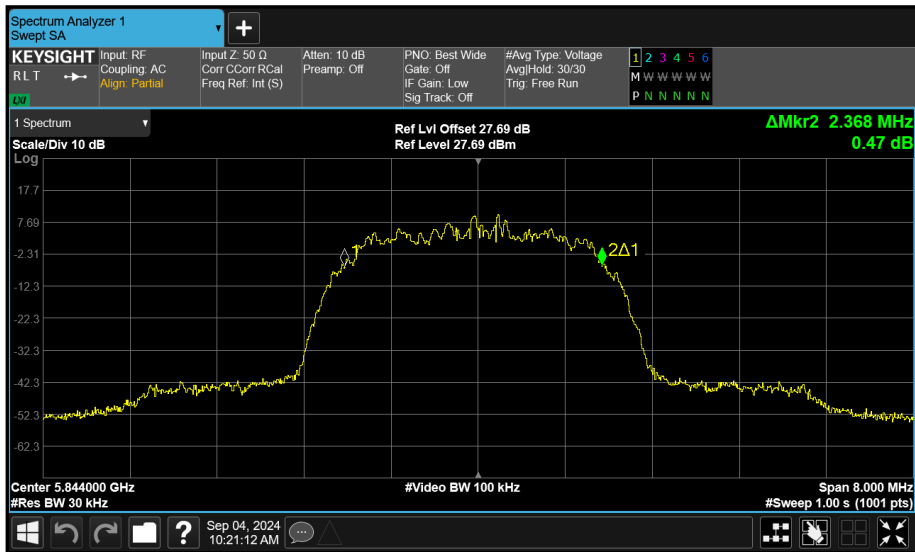 Spectrum Analyzer 1
Swept SA
▼
+
KEYSIGHT
R L T
LXI
Input: RF
Coupling: AC
Align: Partial
Input Z: 50 Ω
Corr CCorr RCal
Freq Ref: Int (S)
Atten: 10 dB
Preamp: Off
PNO: Best Wide
Gate: Off
IF Gain: Low
Sig Track: Off
#Avg Type: Voltage
Avg|Hold: 30/30
Trig: Free Run
1 2 3 4 5 6
M W W W W W
P N N N N N
1 Spectrum ▼
Scale/Div 10 dB
Ref Lvl Offset 27.69 dB
Ref Level 27.69 dBm
ΔMkr2 2.368 MHz
0.47 dB
Log
17.7
7.69
-2.31
-12.3
-22.3
-32.3
-42.3
-52.3
-62.3
1
2Δ1
Center 5.844000 GHz
#Video BW 100 kHz
Span 8.000 MHz
#Res BW 30 kHz
#Sweep 1.00 s (1001 pts)
?
Sep 04, 2024
10:21:12 AM